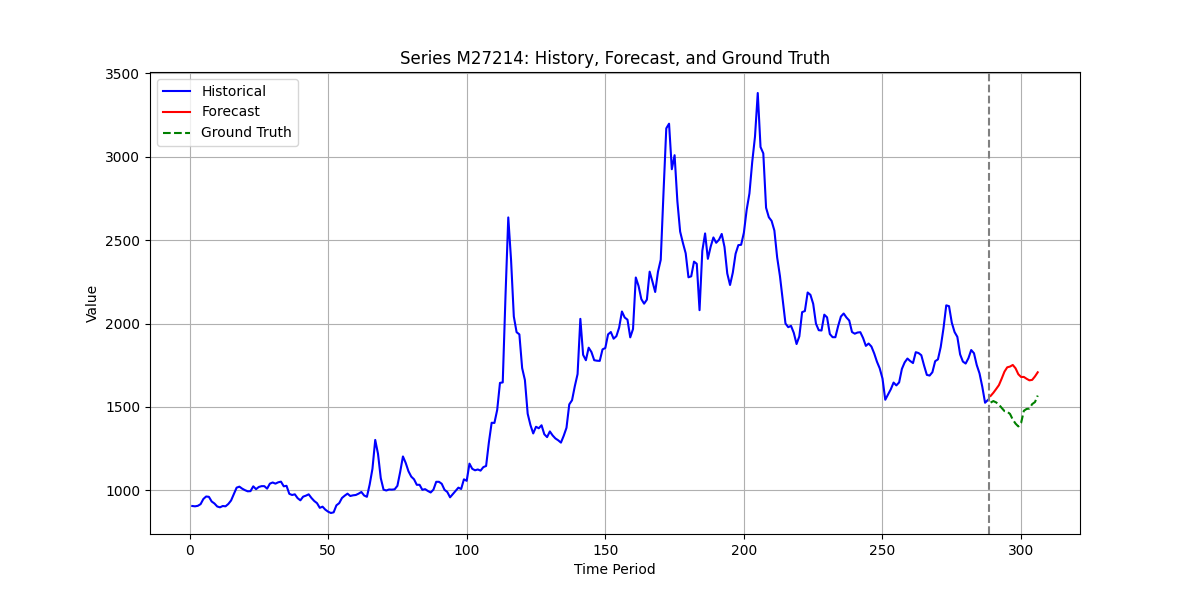 Series M27214: History, Forecast, and Ground Truth
Historical
Forecast
Ground Truth
Value
3500
3000
2500
2000
1500
1000
0 50 100 150 200 250 300
Time Period